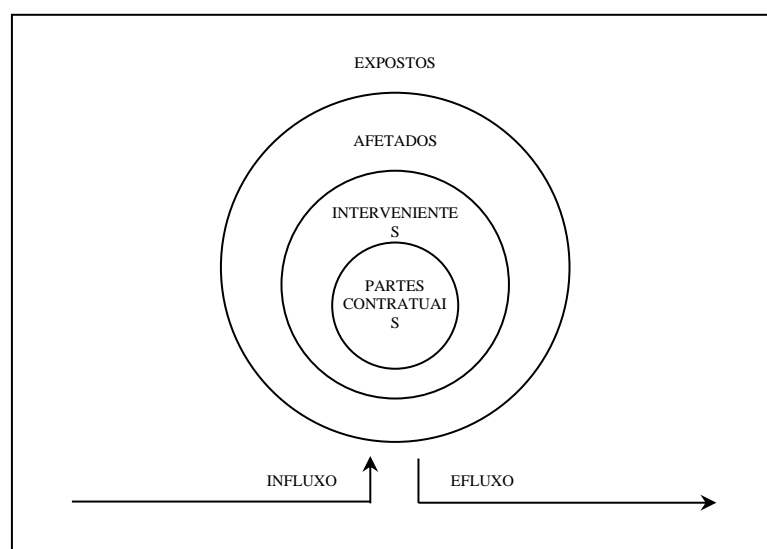 EXPOSTOS
AFETADOS
INTERVENIENTE
S
PARTES
CONTRATUAI
S
INFLUXO
EFLUXO